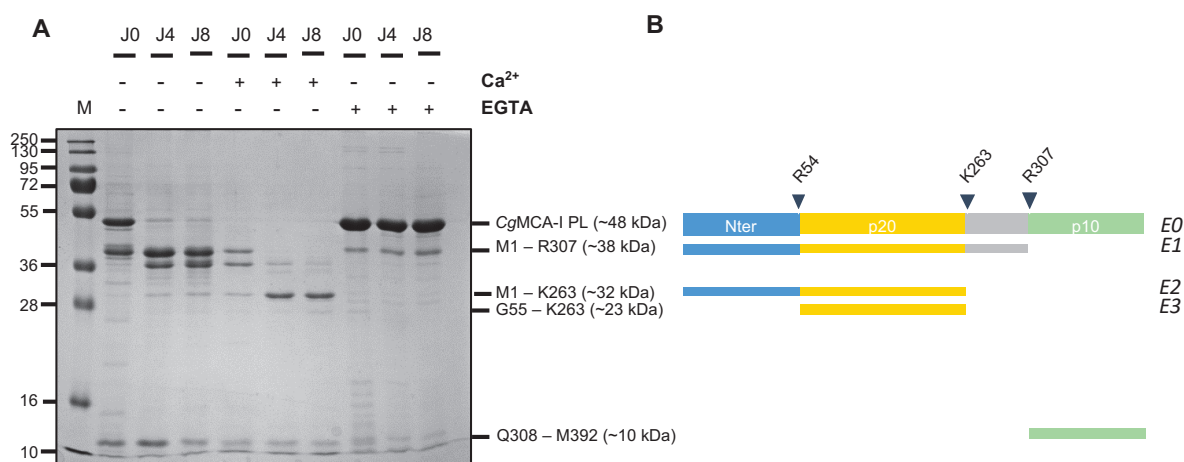 A
B
J0 J4 J8 J0 J4 J8 J0 J4 J8
- - - + + + - - - Ca²⁺
M - - - - - - + + + EGTA
250
130
95
72
55
36
28
16
10
CgMCA-I PL (~48 kDa)
M1 – R307 (~38 kDa)
M1 – K263 (~32 kDa)
G55 – K263 (~23 kDa)
Q308 – M392 (~10 kDa)
R54 K263 R307
Nter p20 p10 E0
E1
E2
E3